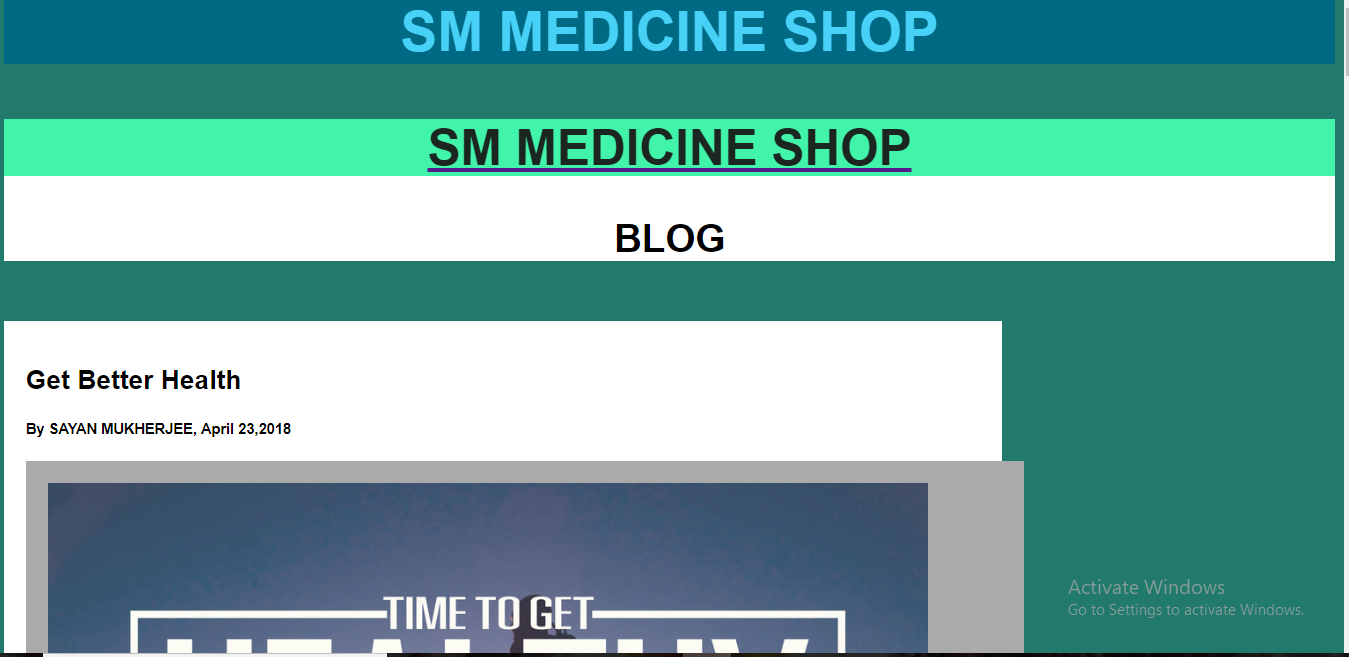 SM MEDICINE SHOP
SM MEDICINE SHOP
BLOG
Get Better Health
By SAYAN MUKHERJEE, April 23,2018
TIME TO GET
HEALTHY
Activate Windows
Go to Settings to activate Windows.